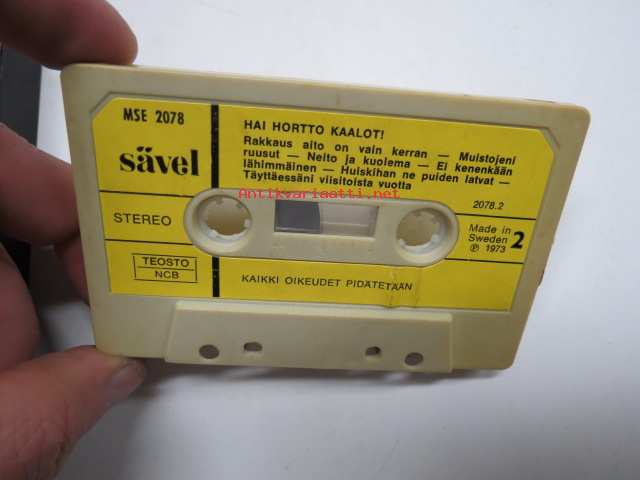 MSE 2078
sävel
STEREO
TEOSTO
NCB
HAI HORTTO KAALOT!
Rakkaus aito on vain kerran — Muistojeni
ruusut — Neito ja kuolema — Ei kenenkään
lähimmäinen — Huiskihan ne puiden latvat —
Täyttäessäni viisitoista vuotta
Antikvariaatti.net
2078.2
Made in
Sweden
℗ 1973
2
KAIKKI OIKEUDET PIDÄTETÄÄN